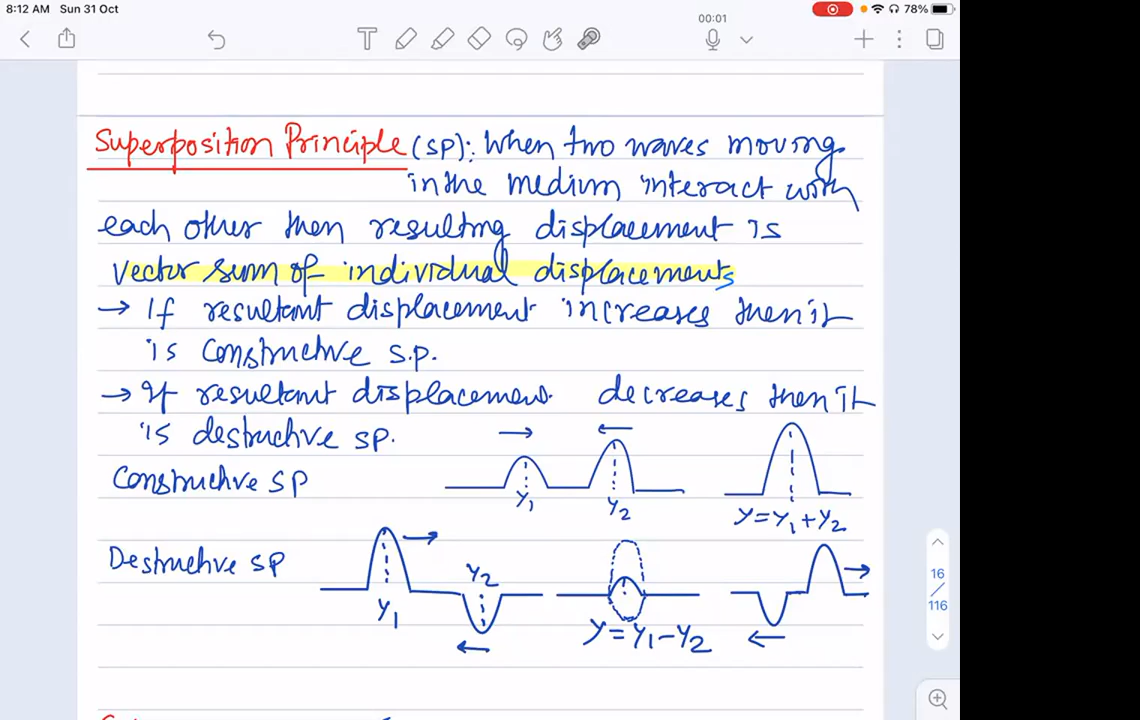 8:12 AM Sun 31 Oct
78%
00:01
Superposition Principle (SP): When two waves moving
in the medium interact with
each other then resulting displacement is
vector sum of individual displacements
→ If resultant displacement increases then it
is constructive s.p.
→ If resultant displacement decreases then it
is destructive sp.
Constructive SP
y1
y2
y=y1+y2
Destructive SP
y1
y2
y=y1-y2
16
/
116